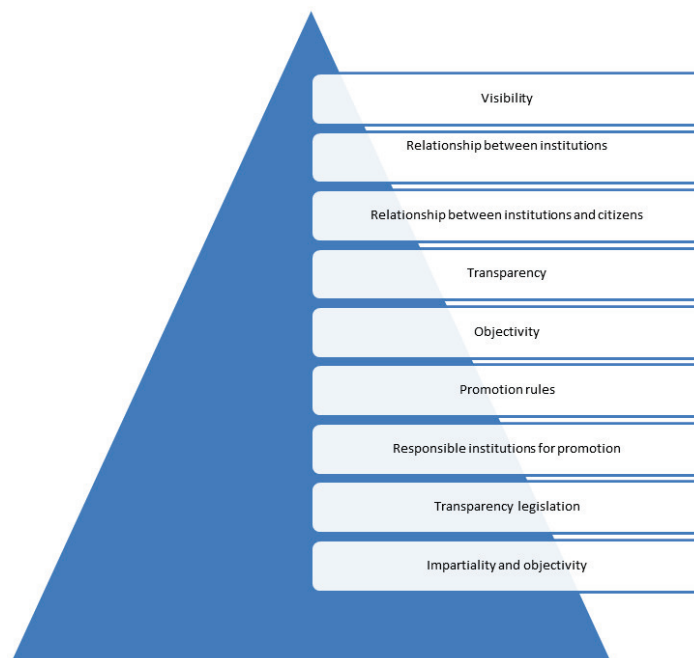 Visibility
Relationship between institutions
Relationship between institutions and citizens
Transparency
Objectivity
Promotion rules
Responsible institutions for promotion
Transparency legislation
Impartiality and objectivity